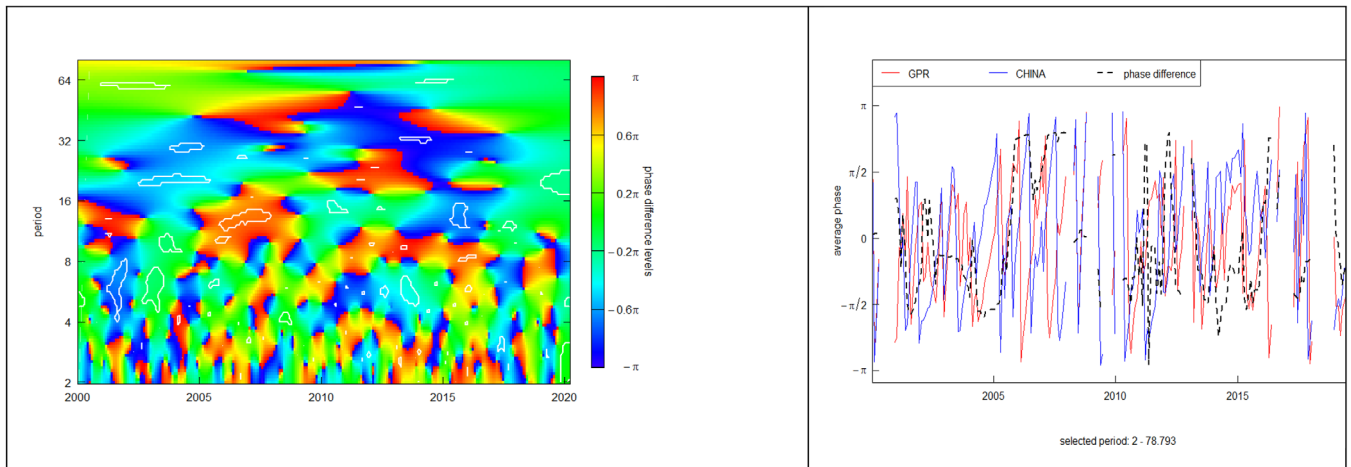 64
32
16
8
4
2
period
2000
2005
2010
2015
2020
π
0.6π
0.2π
−0.2π
−0.6π
−π
phase difference levels
GPR
CHINA
phase difference
π
π/2
0
−π/2
−π
average phase
2005
2010
2015
selected period: 2 - 78.793